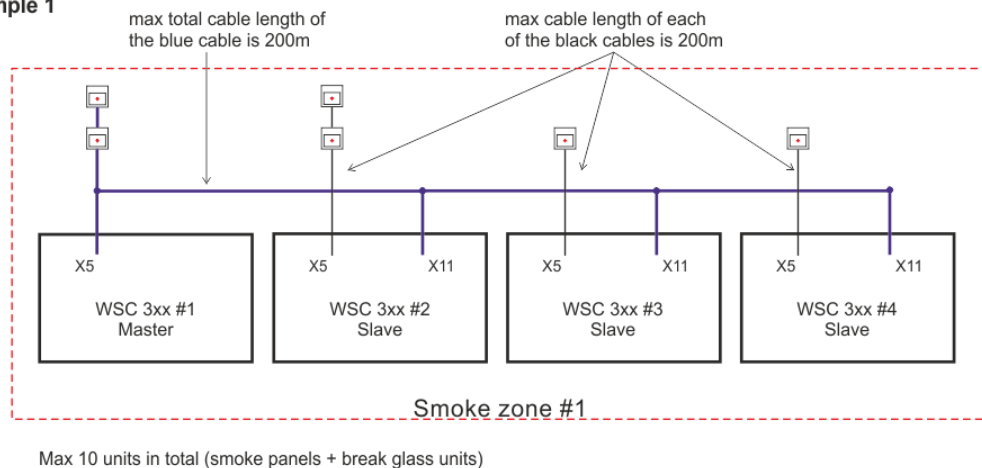 mple 1
max total cable length of
the blue cable is 200m
max cable length of each
of the black cables is 200m
X5
X5
X11
X5
X11
X5
X11
WSC 3xx #1
Master
WSC 3xx #2
Slave
WSC 3xx #3
Slave
WSC 3xx #4
Slave
Smoke zone #1
Max 10 units in total (smoke panels + break glass units)